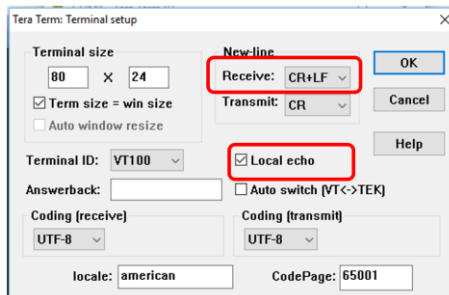 Tera Term: Terminal setup
Terminal size
80 X 24
Term size = win size
Auto window resize
New-line
Receive: CR+LF
Transmit: CR
OK
Cancel
Help
Terminal ID: VT100
Local echo
Answerback:
Auto switch (VT<->TEK)
Coding (receive)
UTF-8
Coding (transmit)
UTF-8
locale: american
CodePage: 65001